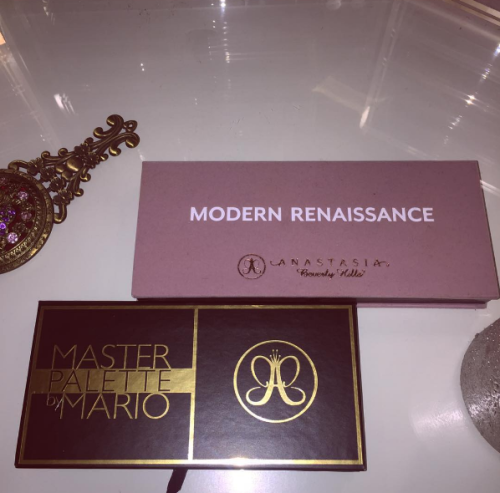 MODERN RENAISSANCE
ANASTASIA
Beverly Hills
MASTER
PALETTE
by MARIO